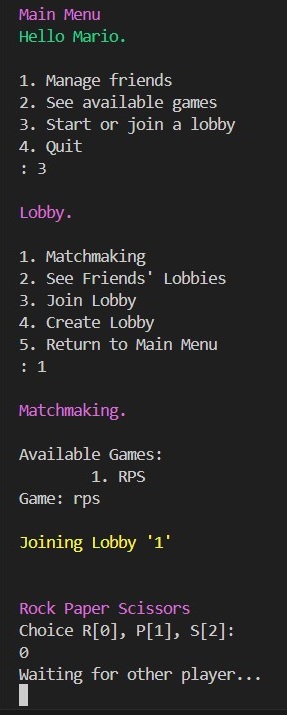 Main Menu
Hello Mario.
1. Manage friends
2. See available games
3. Start or join a lobby
4. Quit
: 3
Lobby.
1. Matchmaking
2. See Friends' Lobbies
3. Join Lobby
4. Create Lobby
5. Return to Main Menu
: 1
Matchmaking.
Available Games:
1. RPS
Game: rps
Joining Lobby '1'
Rock Paper Scissors
Choice R[0], P[1], S[2]:
0
Waiting for other player...